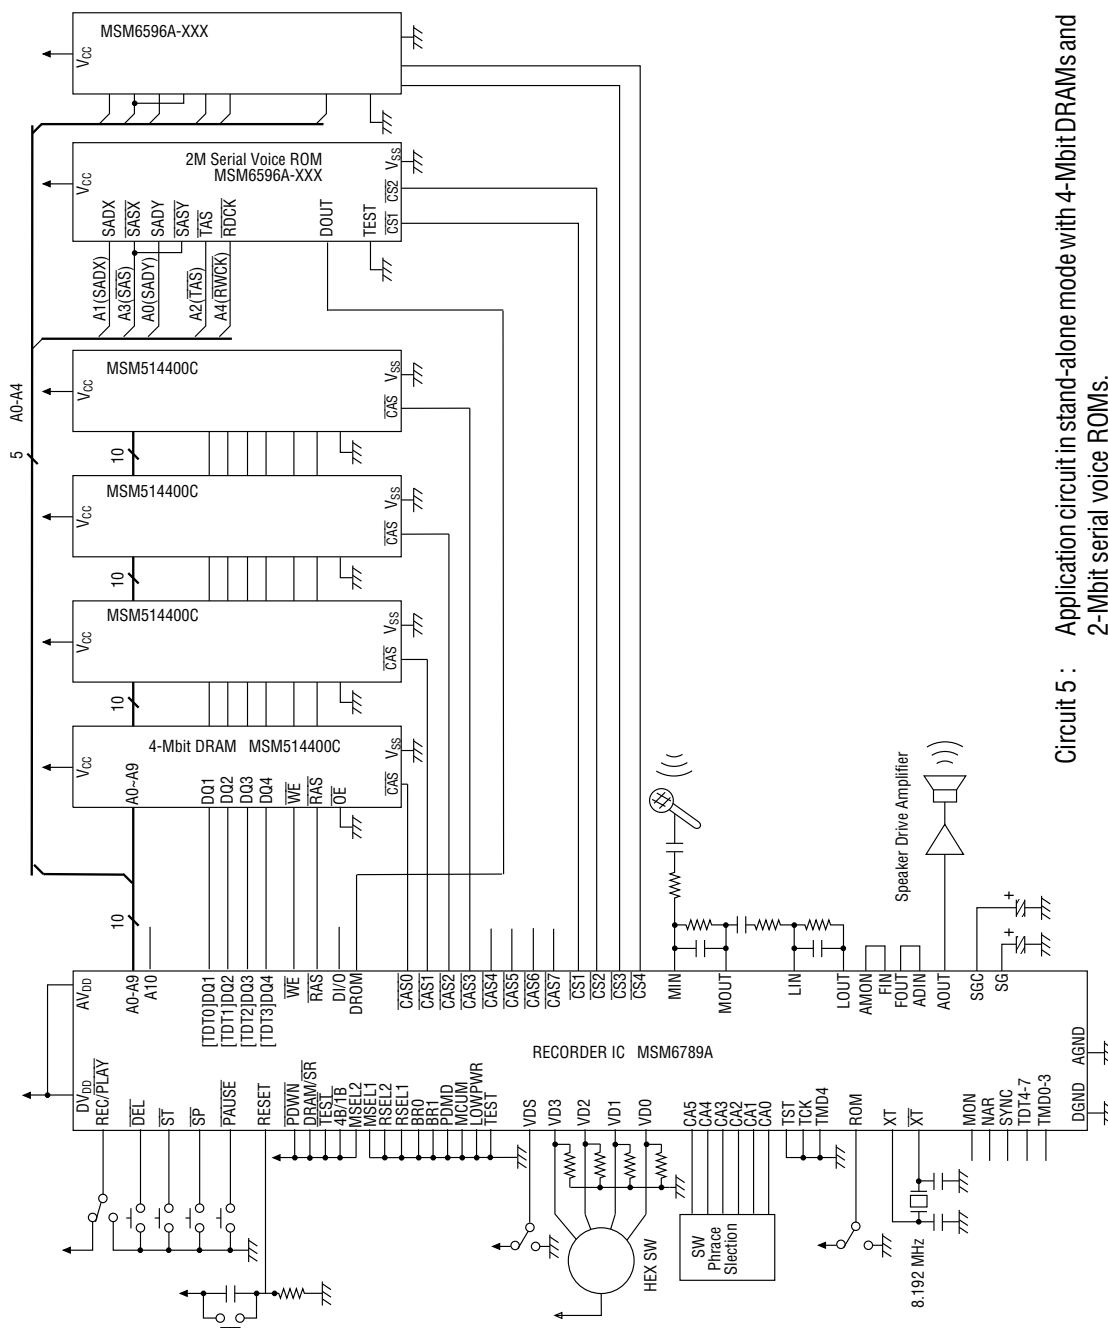 MSM6596A-XXX
VCC
2M Serial Voice ROM
MSM6596A-XXX
VCC
SADX
SASX
SADY
SASY
TAS
RDCK
DOUT
TEST
CS1
CS2
VSS
A1(SADX)
A3(SAS)
A0(SADY)
A2(TAS)
A4(RWCK)
5
A0-A4
MSM514400C
VCC
CAS
VSS
10
MSM514400C
VCC
CAS
VSS
10
MSM514400C
VCC
CAS
VSS
10
4-Mbit DRAM MSM514400C
VCC
A0~A9
DQ1
DQ2
DQ3
DQ4
WE
RAS
OE
CAS
VSS
10
AVDD
A0-A9
A10
[TDT0]DQ1
[TDT1]DQ2
[TDT2]DQ3
[TDT3]DQ4
WE
RAS
DI/O
DROM
CAS0
CAS1
CAS2
CAS3
CAS4
CAS5
CAS6
CAS7
CS1
CS2
CS3
CS4
MIN
MOUT
LIN
LOUT
AMON
FIN
FOUT
ADIN
AOUT
SGC
SG
Speaker Drive Amplifier
+
+
RECORDER IC MSM6789A
DVDD
REC/PLAY
DEL
ST
SP
PAUSE
RESET
PDWN
DRAM/SR
TEST
4B/1B
MSEL2
MSEL1
RSEL2
RSEL1
BR0
BR1
PDMD
MCUM
LOWPWR
TEST
VDS
VD3
VD2
VD1
VD0
CA5
CA4
CA3
CA2
CA1
CA0
TST
TCK
TMD4
ROM
XT
XT
MON
NAR
SYNC
TDT4-7
TMD0-3
DGND
AGND
HEX SW
SW
Phrace
Slection
8.192 MHz
Circuit 5 : Application circuit in stand-alone mode with 4-Mbit DRAMs and
2-Mbit serial voice ROMs.